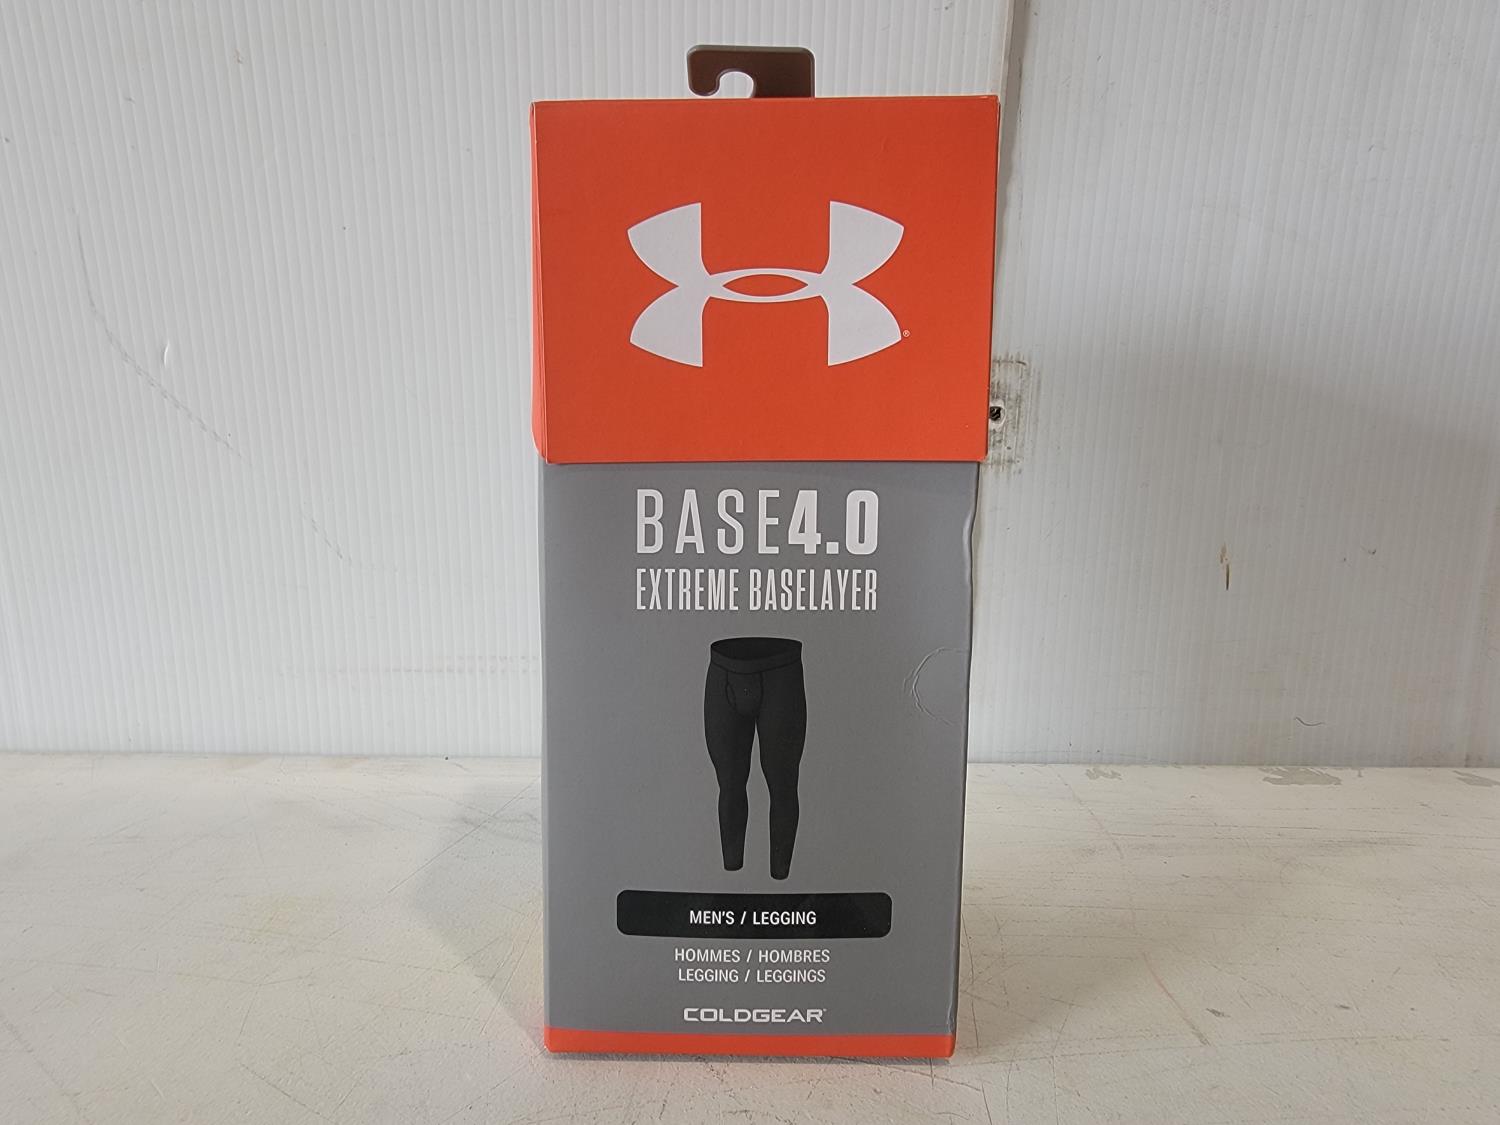 BASE4.0
EXTREME BASELAYER
MEN'S / LEGGING
HOMMES / HOMBRES
LEGGING / LEGGINGS
COLDGEAR®